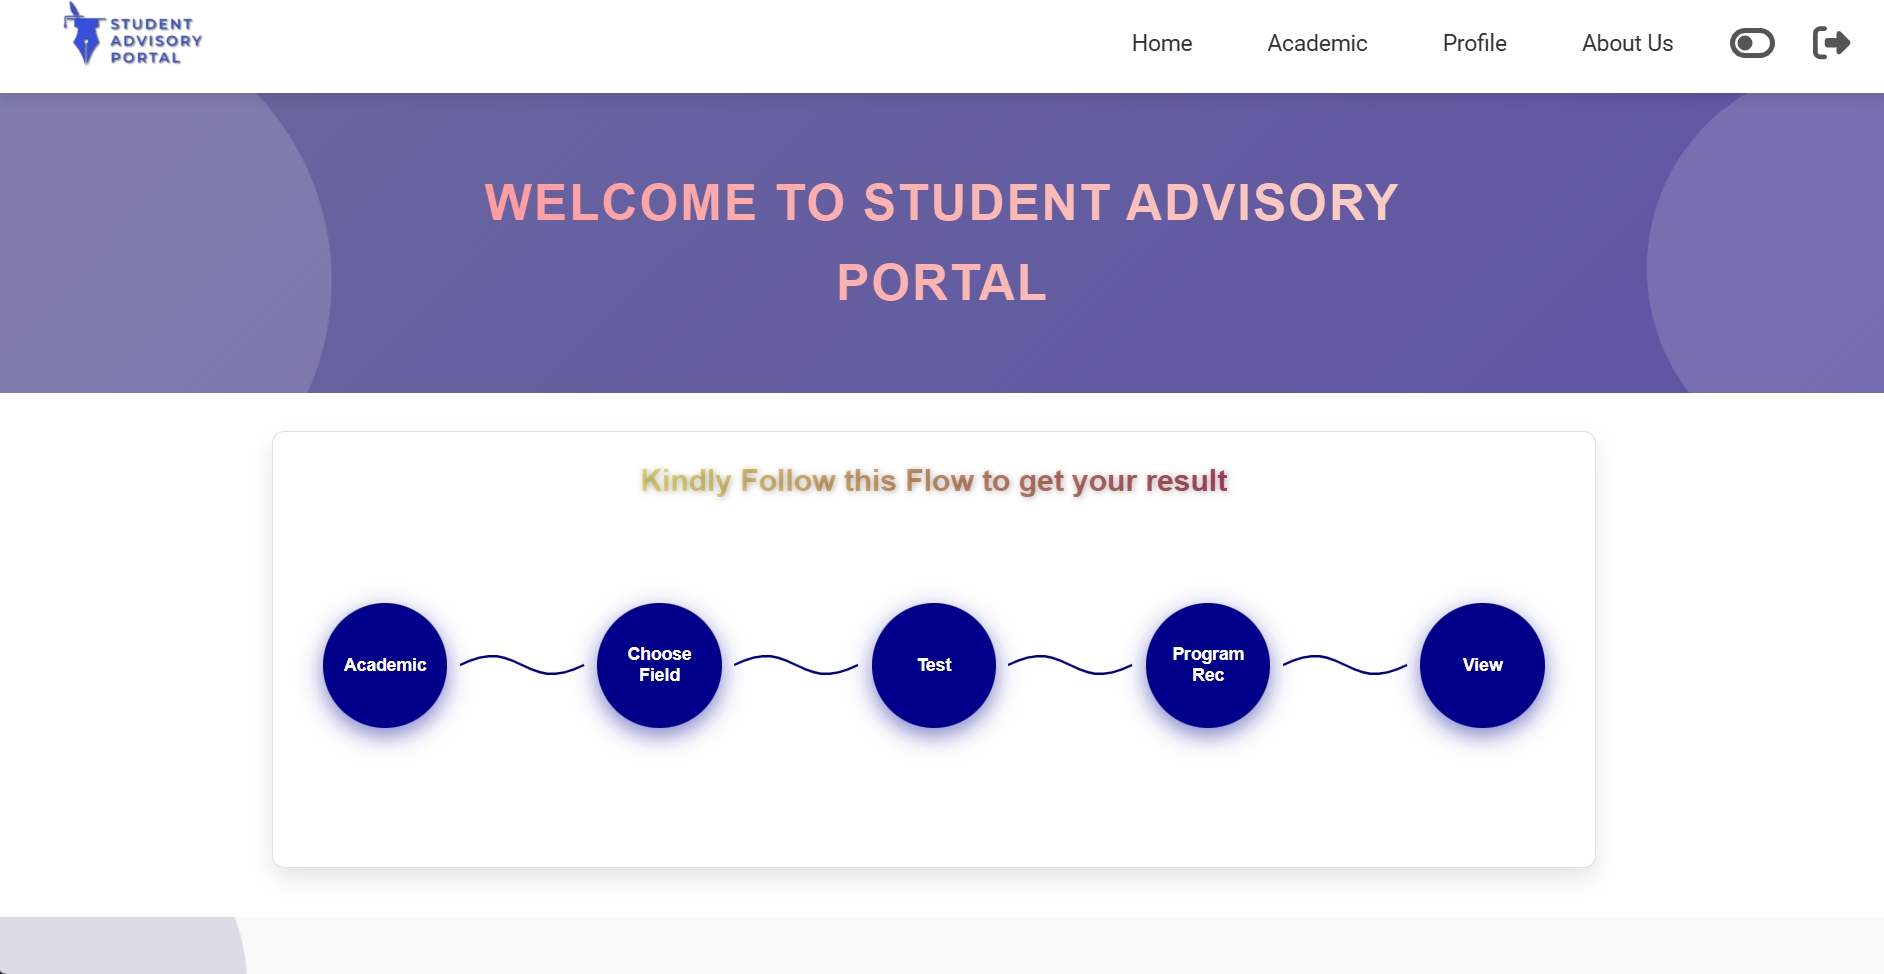 STUDENT
ADVISORY
PORTAL
Home Academic Profile About Us
WELCOME TO STUDENT ADVISORY
PORTAL
Kindly Follow this Flow to get your result
Academic
Choose
Field
Test
Program
Rec
View